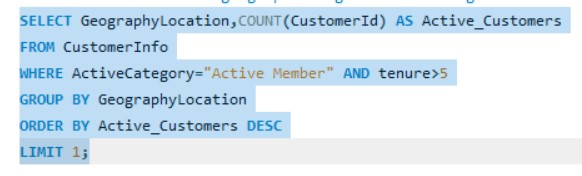 SELECT GeographyLocation,COUNT(CustomerId) AS Active_Customers
FROM CustomerInfo
WHERE ActiveCategory="Active Member" AND tenure>5
GROUP BY GeographyLocation
ORDER BY Active_Customers DESC
LIMIT 1;